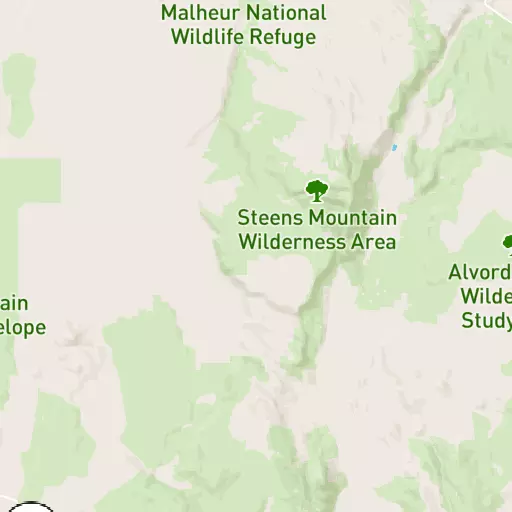 Malheur National
Wildlife Refuge
Steens Mountain
Wilderness Area
Alvord
Wilde
Study
ain
elope